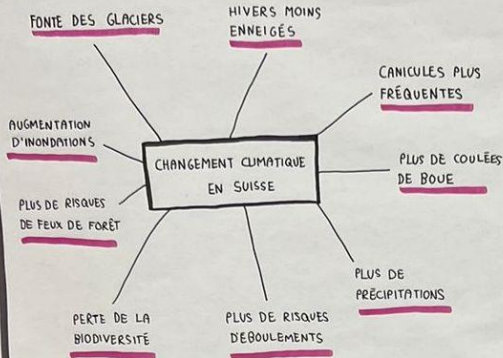 FONTE DES GLACIERS
HIVERS MOINS
ENNEIGÉS
CANICULES PLUS
FRÉQUENTES
AUGMENTATION
D'INONDATIONS
CHANGEMENT CLIMATIQUE
EN SUISSE
PLUS DE COULÉES
DE BOUE
PLUS DE RISQUES
DE FEUX DE FORÊT
PLUS DE
PRÉCIPITATIONS
PERTE DE LA
BIODIVERSITÉ
PLUS DE RISQUES
D'ÉBOULEMENTS